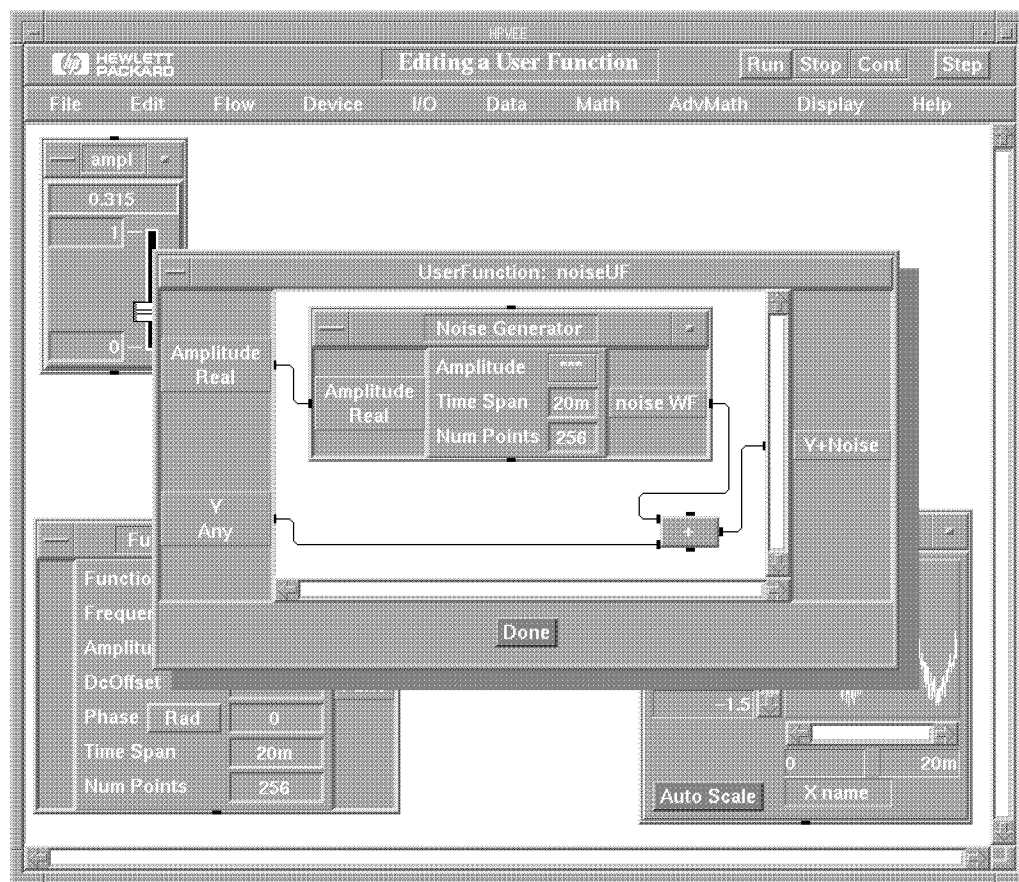 HPVEE
hp HEWLETT PACKARD
Editing a User Function
Run Stop Cont Step
File Edit Flow Device I/O Data Math AdvMath Display Help
ampl
0.315
1
0
UserFunction: noiseUF
Noise Generator
Amplitude Real
Amplitude Real
Amplitude ***
Time Span 20m
Num Points 256
noise WF
Y+Noise
Y
Any
+
Done
Fu
Functio
Frequen
Amplitu
DcOffset
Phase Rad 0
Time Span 20m
Num Points 256
-1.5
0 20m
Auto Scale
X name